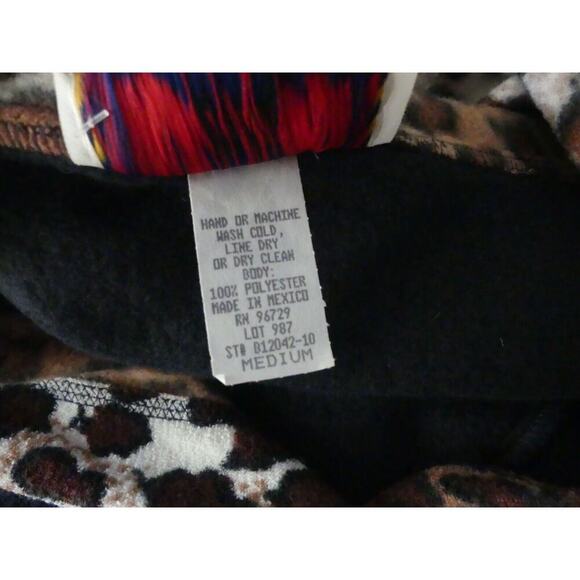 HAND OR MACHINE
WASH COLD,
LINE DRY
OR DRY CLEAN
BODY:
100% POLYESTER
MADE IN MEXICO
RN 96729
LOT 987
ST# B12042-10
MEDIUM